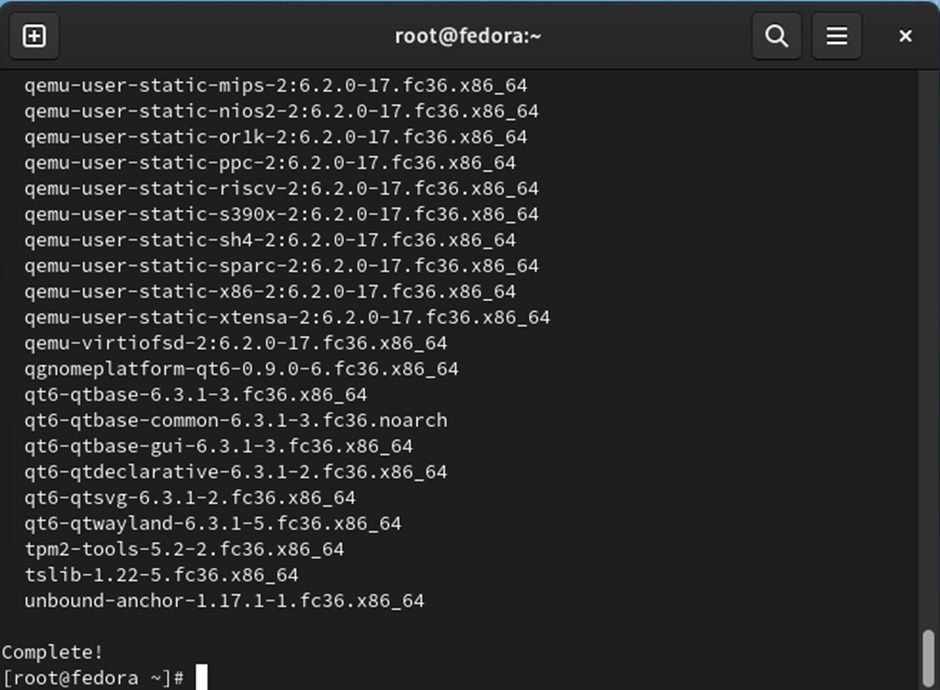 root@fedora:~
qemu-user-static-mips-2:6.2.0-17.fc36.x86_64
qemu-user-static-nios2-2:6.2.0-17.fc36.x86_64
qemu-user-static-or1k-2:6.2.0-17.fc36.x86_64
qemu-user-static-ppc-2:6.2.0-17.fc36.x86_64
qemu-user-static-riscv-2:6.2.0-17.fc36.x86_64
qemu-user-static-s390x-2:6.2.0-17.fc36.x86_64
qemu-user-static-sh4-2:6.2.0-17.fc36.x86_64
qemu-user-static-sparc-2:6.2.0-17.fc36.x86_64
qemu-user-static-x86-2:6.2.0-17.fc36.x86_64
qemu-user-static-xtensa-2:6.2.0-17.fc36.x86_64
qemu-virtiofsd-2:6.2.0-17.fc36.x86_64
qgnomeplatform-qt6-0.9.0-6.fc36.x86_64
qt6-qtbase-6.3.1-3.fc36.x86_64
qt6-qtbase-common-6.3.1-3.fc36.noarch
qt6-qtbase-gui-6.3.1-3.fc36.x86_64
qt6-qtdeclarative-6.3.1-2.fc36.x86_64
qt6-qtsvg-6.3.1-2.fc36.x86_64
qt6-qtwayland-6.3.1-5.fc36.x86_64
tpm2-tools-5.2-2.fc36.x86_64
tslib-1.22-5.fc36.x86_64
unbound-anchor-1.17.1-1.fc36.x86_64
Complete!
[root@fedora ~]#